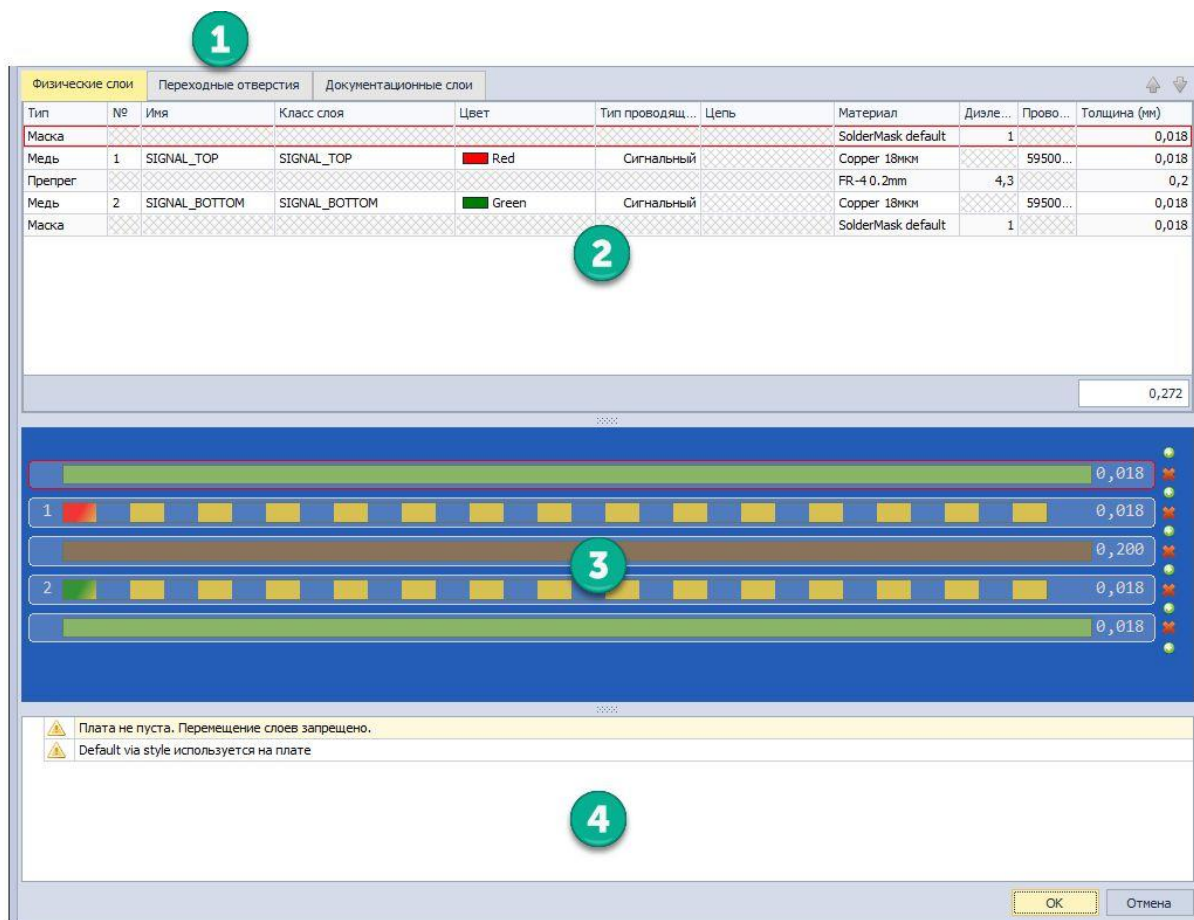 1
Физические слои Переходные отверстия Документационные слои
Тип № Имя Класс слоя Цвет Тип проводящ... Цепь Материал Диэле... Прово... Толщина (мм)
Маска SolderMask default 1 0,018
Медь 1 SIGNAL_TOP SIGNAL_TOP Red Сигнальный Copper 18мкм 59500... 0,018
Препрег FR-4 0.2mm 4,3 0,2
Медь 2 SIGNAL_BOTTOM SIGNAL_BOTTOM Green Сигнальный Copper 18мкм 59500... 0,018
Маска SolderMask default 1 0,018
2
0,272
0,018
1 0,018
0,200
3
2 0,018
0,018
Плата не пуста. Перемещение слоев запрещено.
Default via style используется на плате
4
OK Отмена